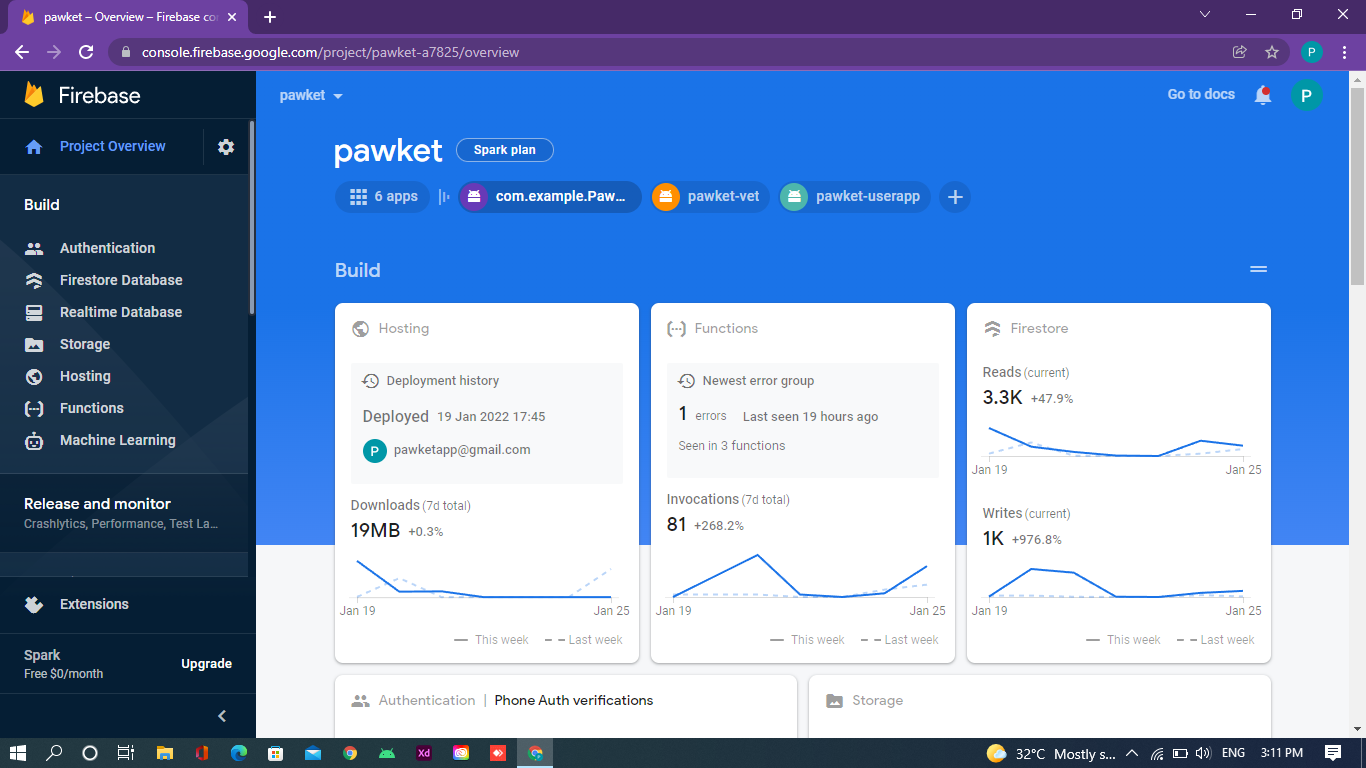 pawket – Overview – Firebase co
console.firebase.google.com/project/pawket-a7825/overview
P
Firebase
Project Overview
Build
Authentication
Firestore Database
Realtime Database
Storage
Hosting
Functions
Machine Learning
Release and monitor
Crashlytics, Performance, Test La...
Extensions
Spark
Free $0/month
Upgrade
pawket
Go to docs
P
pawket
Spark plan
6 apps
com.example.Paw...
pawket-vet
pawket-userapp
Build
Hosting
Deployment history
Deployed 19 Jan 2022 17:45
P pawketapp@gmail.com
Downloads (7d total)
19MB +0.3%
Jan 19 Jan 25
This week Last week
Functions
Newest error group
1 errors Last seen 19 hours ago
Seen in 3 functions
Invocations (7d total)
81 +268.2%
Jan 19 Jan 25
This week Last week
Firestore
Reads (current)
3.3K +47.9%
Jan 19 Jan 25
Writes (current)
1K +976.8%
Jan 19 Jan 25
This week Last week
Authentication | Phone Auth verifications
Storage
Xd
32°C Mostly s... ENG 3:11 PM